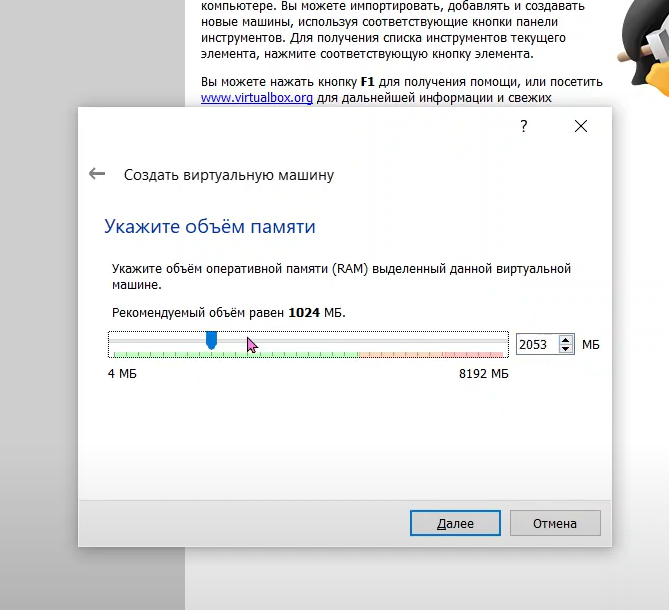 компьютере. Вы можете импортировать, добавлять и создавать
новые машины, используя соответствующие кнопки панели
инструментов. Для получения списка инструментов текущего
элемента, нажмите соответствующую кнопку элемента.
Вы можете нажать кнопку F1 для получения помощи, или посетить
www.virtualbox.org для дальнейшей информации и свежих
?
Создать виртуальную машину
Укажите объём памяти
Укажите объём оперативной памяти (RAM) выделенный данной виртуальной
машине.
Рекомендуемый объём равен 1024 МБ.
2053 МБ
4 МБ 8192 МБ
Далее Отмена